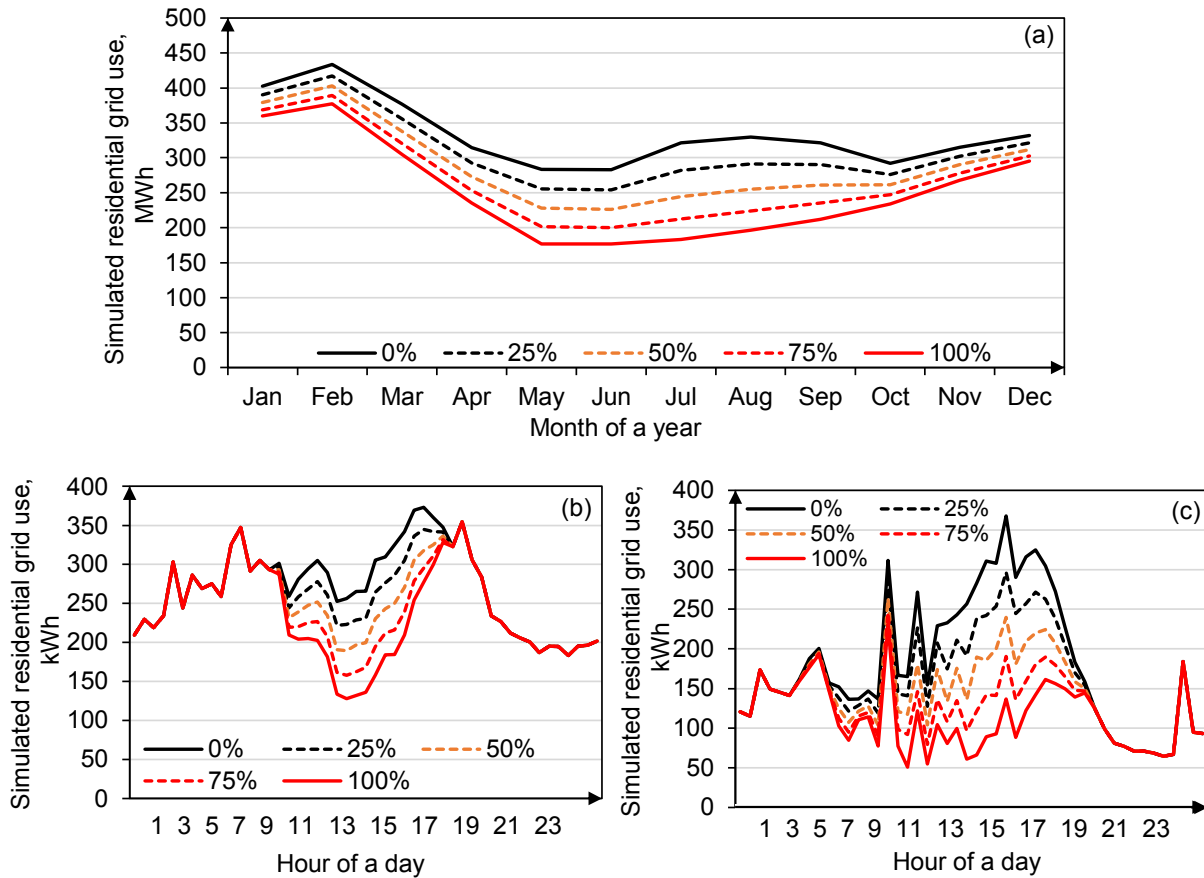 Simulated residential grid use,
MWh
500
450
400
350
300
250
200
150
100
50
0
(a)
0% 25% 50% 75% 100%
Jan Feb Mar Apr May Jun Jul Aug Sep Oct Nov Dec
Month of a year
Simulated residential grid use,
kWh
400
350
300
250
200
150
100
50
0
(b)
0% 25% 50%
75% 100%
1 3 5 7 9 11 13 15 17 19 21 23
Hour of a day
Simulated residential grid use,
kWh
400
350
300
250
200
150
100
50
0
(c)
0% 25%
50% 75%
100%
1 3 5 7 9 11 13 15 16 17 19 21 23
Hour of a day